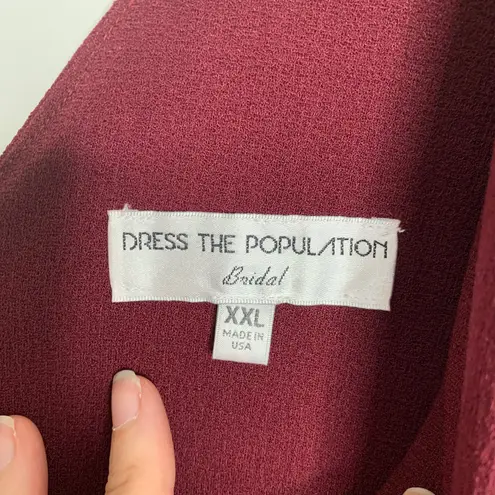 DRESS THE POPULATION
Bridal
XXL
MADE IN
USA